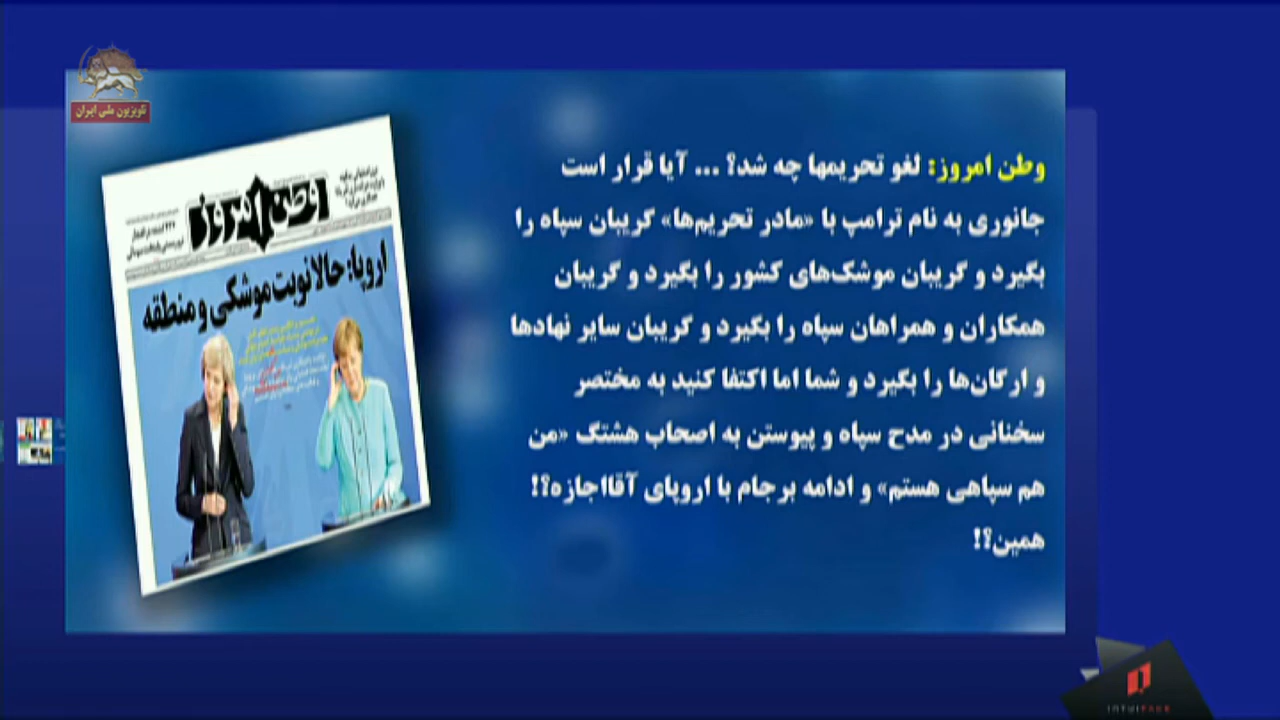 تلویزیون ملی ایران
وطن امروز: لغو تحریمها چه شد؟ ... آیا قرار است
جانوری به نام ترامپ با «مادر تحریم‌ها» گریبان سپاه را
بگیرد و گریبان موشک‌های کشور را بگیرد و گریبان
همکاران و همراهان سپاه را بگیرد و گریبان سایر نهادها
و ارگان‌ها را بگیرد و شما اما اکتفا کنید به مختصر
سخنانی در مدح سپاه و پیوستن به اصحاب هشتگ «من
هم سپاهی هستم» و ادامه برجام با اروپای آقااجازه؟!
همین؟!
وطن امروز
اروپا: حالا نوبت موشکی و منطقه